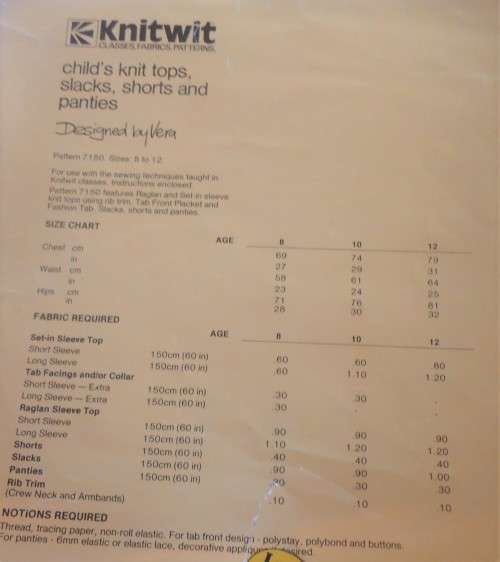 Knitwit
CLASSES. FABRICS. PATTERNS.
child's knit tops,
slacks, shorts and
panties
Designed by Vera
Pattern 7150. Sizes: 8 to 12
For use with the sewing techniques taught in
Knitwit classes. Instructions enclosed.
Pattern 7150 features Raglan and Set-in sleeve
knit tops using rib trim. Tab Front Placket and
Fashion Tab. Slacks, shorts and panties.
SIZE CHART
AGE 8 10 12
Chest cm 69 74 79
in 27 29 31
Waist cm 58 61 64
in 23 24 25
Hips cm 71 76 81
in 28 30 32
FABRIC REQUIRED
AGE 8 10 12
Set-in Sleeve Top
Short Sleeve 150cm (60 in) .60 .60 .80
Long Sleeve 150cm (60 in) .60 1.10 1.20
Tab Facings and/or Collar
Short Sleeve — Extra 150cm (60 in) .30 .30 -
Long Sleeve — Extra 150cm (60 in) .30 - -
Raglan Sleeve Top
Short Sleeve 150cm (60 in) .90 .90 .90
Long Sleeve 150cm (60 in) 1.10 1.20 1.20
Shorts 150cm (60 in) .40 .40 .40
Slacks 150cm (60 in) .90 .90 1.00
Panties 150cm (60 in) .30 .30 .30
Rib Trim
(Crew Neck and Armbands) .10 .10 .10
NOTIONS REQUIRED
Thread, tracing paper, non-roll elastic. For tab front design - polystay, polybond and buttons.
For panties - 6mm elastic or elastic lace, decorative desired.